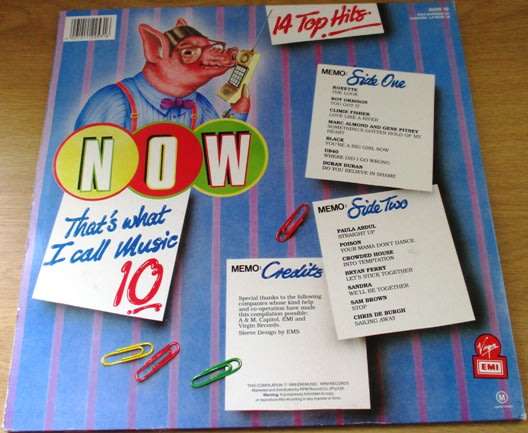 14 Top Hits
MEMO: Side One
ROXETTE
THE LOOK
ROY ORBISON
YOU GOT IT
CLIMIE FISHER
LOVE LIKE A RIVER
MARC ALMOND AND GENE PITNEY
SOMETHING'S GOTTEN HOLD OF MY
HEART
BLACK
YOU'RE A BIG GIRL NOW
UB40
WHERE DID I GO WRONG
DURAN DURAN
DO YOU BELIEVE IN SHAME
NOW
That's what
I call Music
10
MEMO: Side Two
PAULA ABDUL
STRAIGHT UP
POISON
YOUR MAMA DON'T DANCE
CROWDED HOUSE
INTO TEMPTATION
BRYAN FERRY
LET'S STICK TOGETHER
SANDRA
WE'LL BE TOGETHER
SAM BROWN
STOP
CHRIS DE BURGH
SAILING AWAY
MEMO: Credits
Special thanks to the following
companies whose kind help
and co-operation have made
this compilation possible:
A & M, Capitol, EMI and
Virgin Records.
Sleeve Design by EMS
Virgin
EMI
M